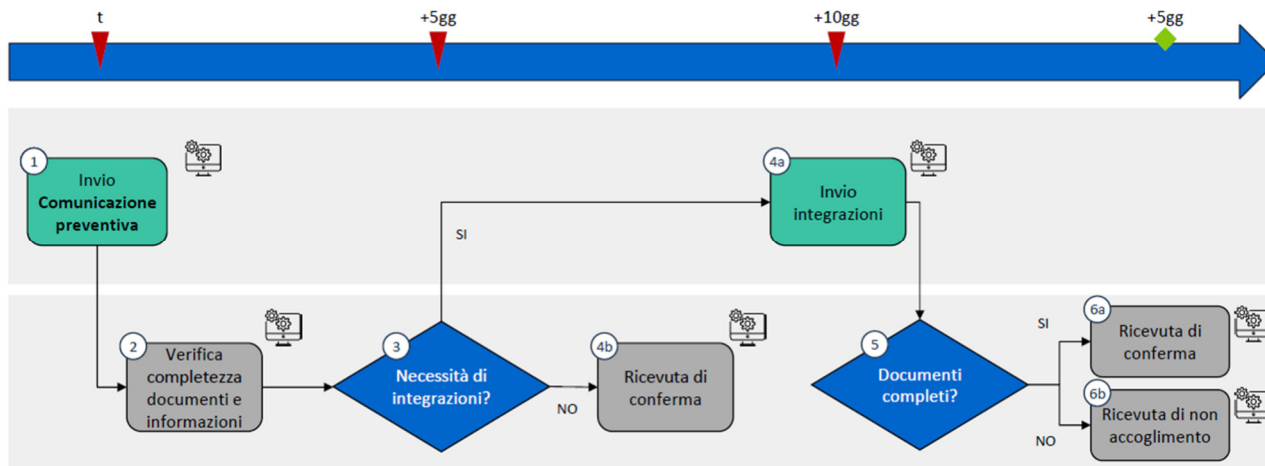 t
+5gg
+10gg
+5gg
1
Invio
Comunicazione
preventiva
4a
Invio
integrazioni
SI
2
Verifica
completezza
documenti e
informazioni
3
Necessità di
integrazioni?
NO
4b
Ricevuta di
conferma
5
Documenti
completi?
SI
6a
Ricevuta di
conferma
NO
6b
Ricevuta di non
accoglimento